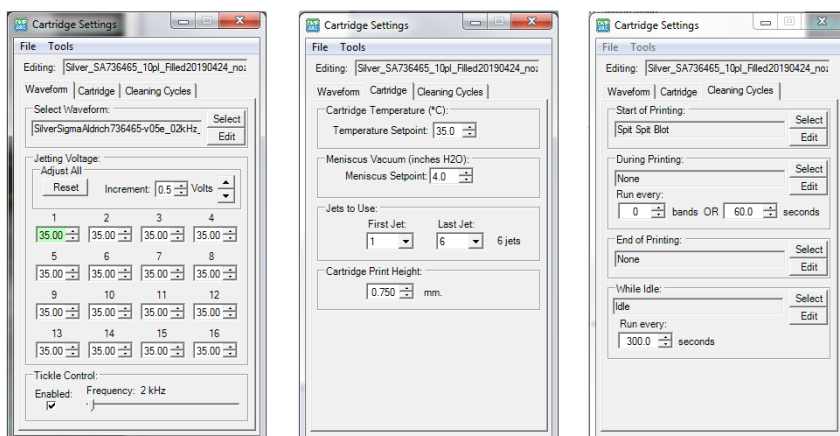 Cartridge Settings
File Tools
Editing: Silver_SA736465_10pl_Filled20190424_noz
Waveform Cartridge Cleaning Cycles
Select Waveform:
SilverSigmaAldrich736465-v05e_02kHz_ Select
Edit
Jetting Voltage:
Adjust All
Reset Increment: 0.5 Volts
1 2 3 4
35.00 35.00 35.00 35.00
5 6 7 8
35.00 35.00 35.00 35.00
9 10 11 12
35.00 35.00 35.00 35.00
13 14 15 16
35.00 35.00 35.00 35.00
Tickle Control:
Enabled: Frequency: 2 kHz
Cartridge Settings
File Tools
Editing: Silver_SA736465_10pl_Filled20190424_noz
Waveform Cartridge Cleaning Cycles
Cartridge Temperature (°C):
Temperature Setpoint: 35.0
Meniscus Vacuum (inches H2O):
Meniscus Setpoint: 4.0
Jets to Use:
First Jet: Last Jet:
1 6 6 jets
Cartridge Print Height:
0.750 mm.
Cartridge Settings
File Tools
Editing: Silver_SA736465_10pl_Filled20190424_noz
Waveform Cartridge Cleaning Cycles
Start of Printing:
Spit Spit Blot Select
Edit
During Printing:
None Select
Edit
Run every:
0 bands OR 60.0 seconds
End of Printing:
None Select
Edit
While Idle:
Idle Select
Edit
Run every:
300.0 seconds